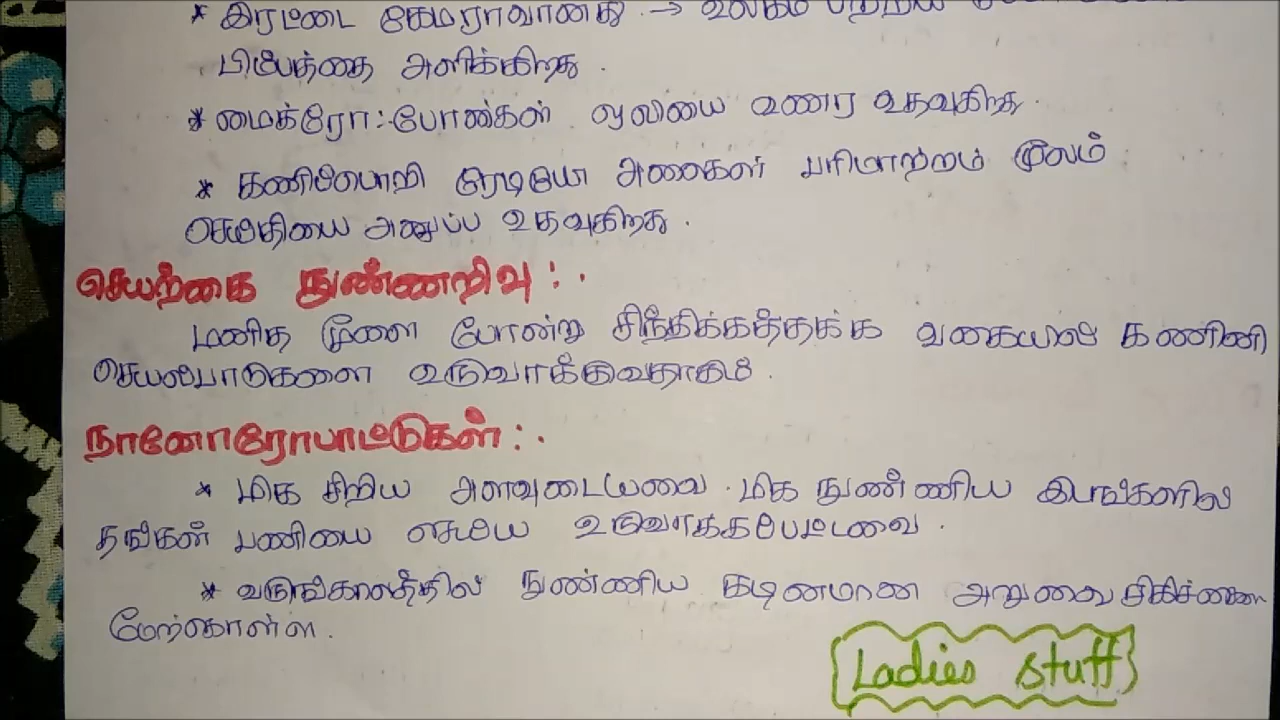 * இரட்டை கேமராவானது → உலகம் பற்றிய
பிம்பத்தை அளிக்கிறது .
* மைக்ரோஃபோன்கள் ஒலியை உணர உதவுகிறது .
* கணிப்பொறி ரேடியோ அலைகள் பரிமாற்றம் மூலம்
செய்தியை அனுப்ப உதவுகிறது .
செயற்கை நுண்ணறிவு : .
மனித மூளை போன்று சிந்திக்கத்தக்க வகையில் கணினி
செயல்பாடுகளை உருவாக்குவதாகும் .
நானோரோபாட்டுகள் : .
* மிக சிறிய அளவுடையவை . மிக நுண்ணிய இடங்களில்
தங்கள் பணியை செய்ய உருவாக்கப்பட்டவை .
* வருங்காலத்தில் நுண்ணிய கடினமான அறுவை சிகிச்சை
மேற்கொள்ள .
Ladies Stuff